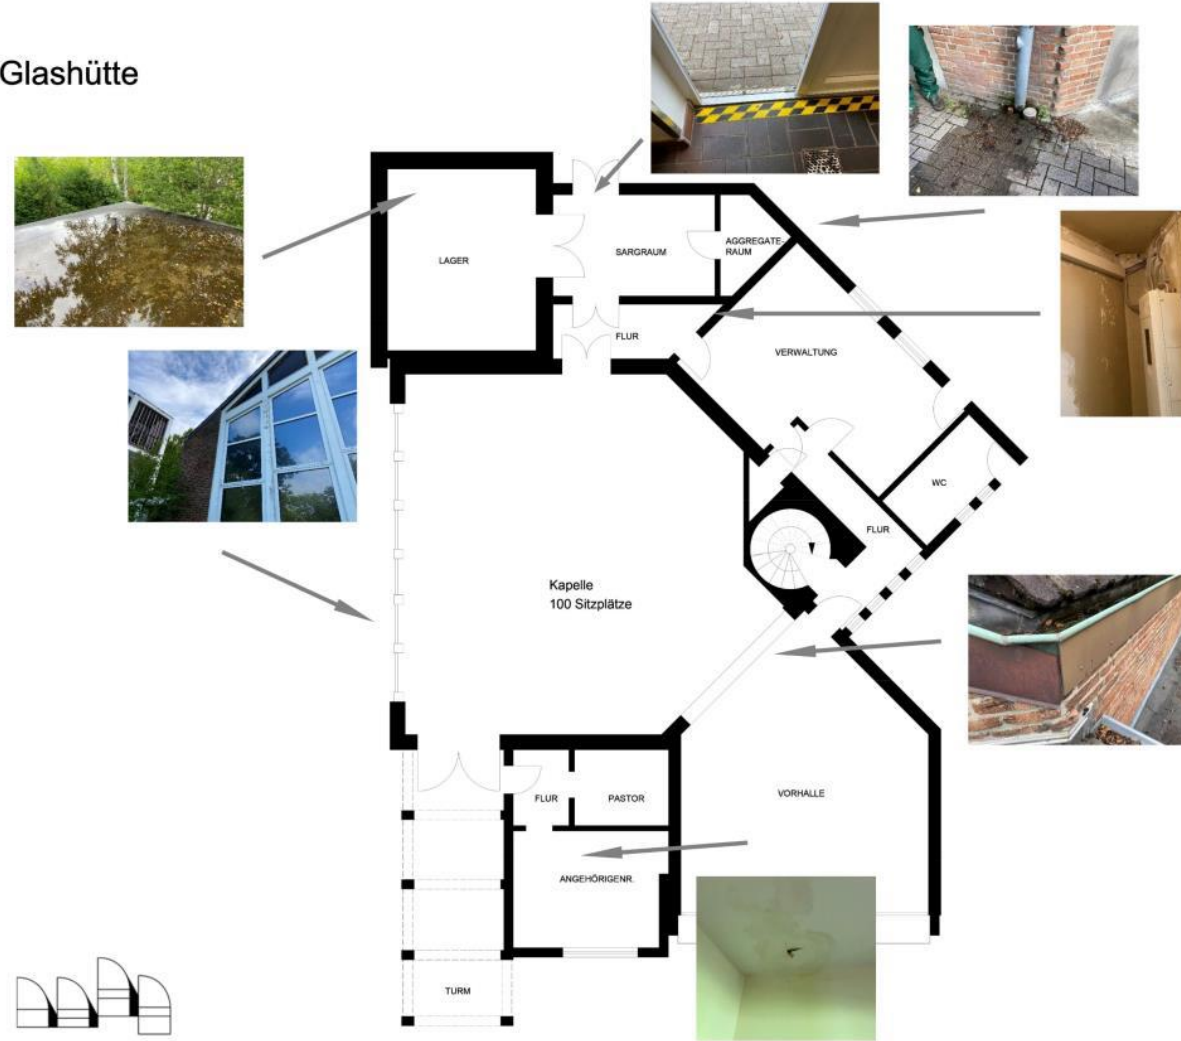 Glashütte
LAGER
SARGRAUM
AGGREGATE-
RAUM
FLUR
VERWALTUNG
WC
FLUR
Kapelle
100 Sitzplätze
FLUR
PASTOR
VORHALLE
ANGEHÖRIGENR.
TURM